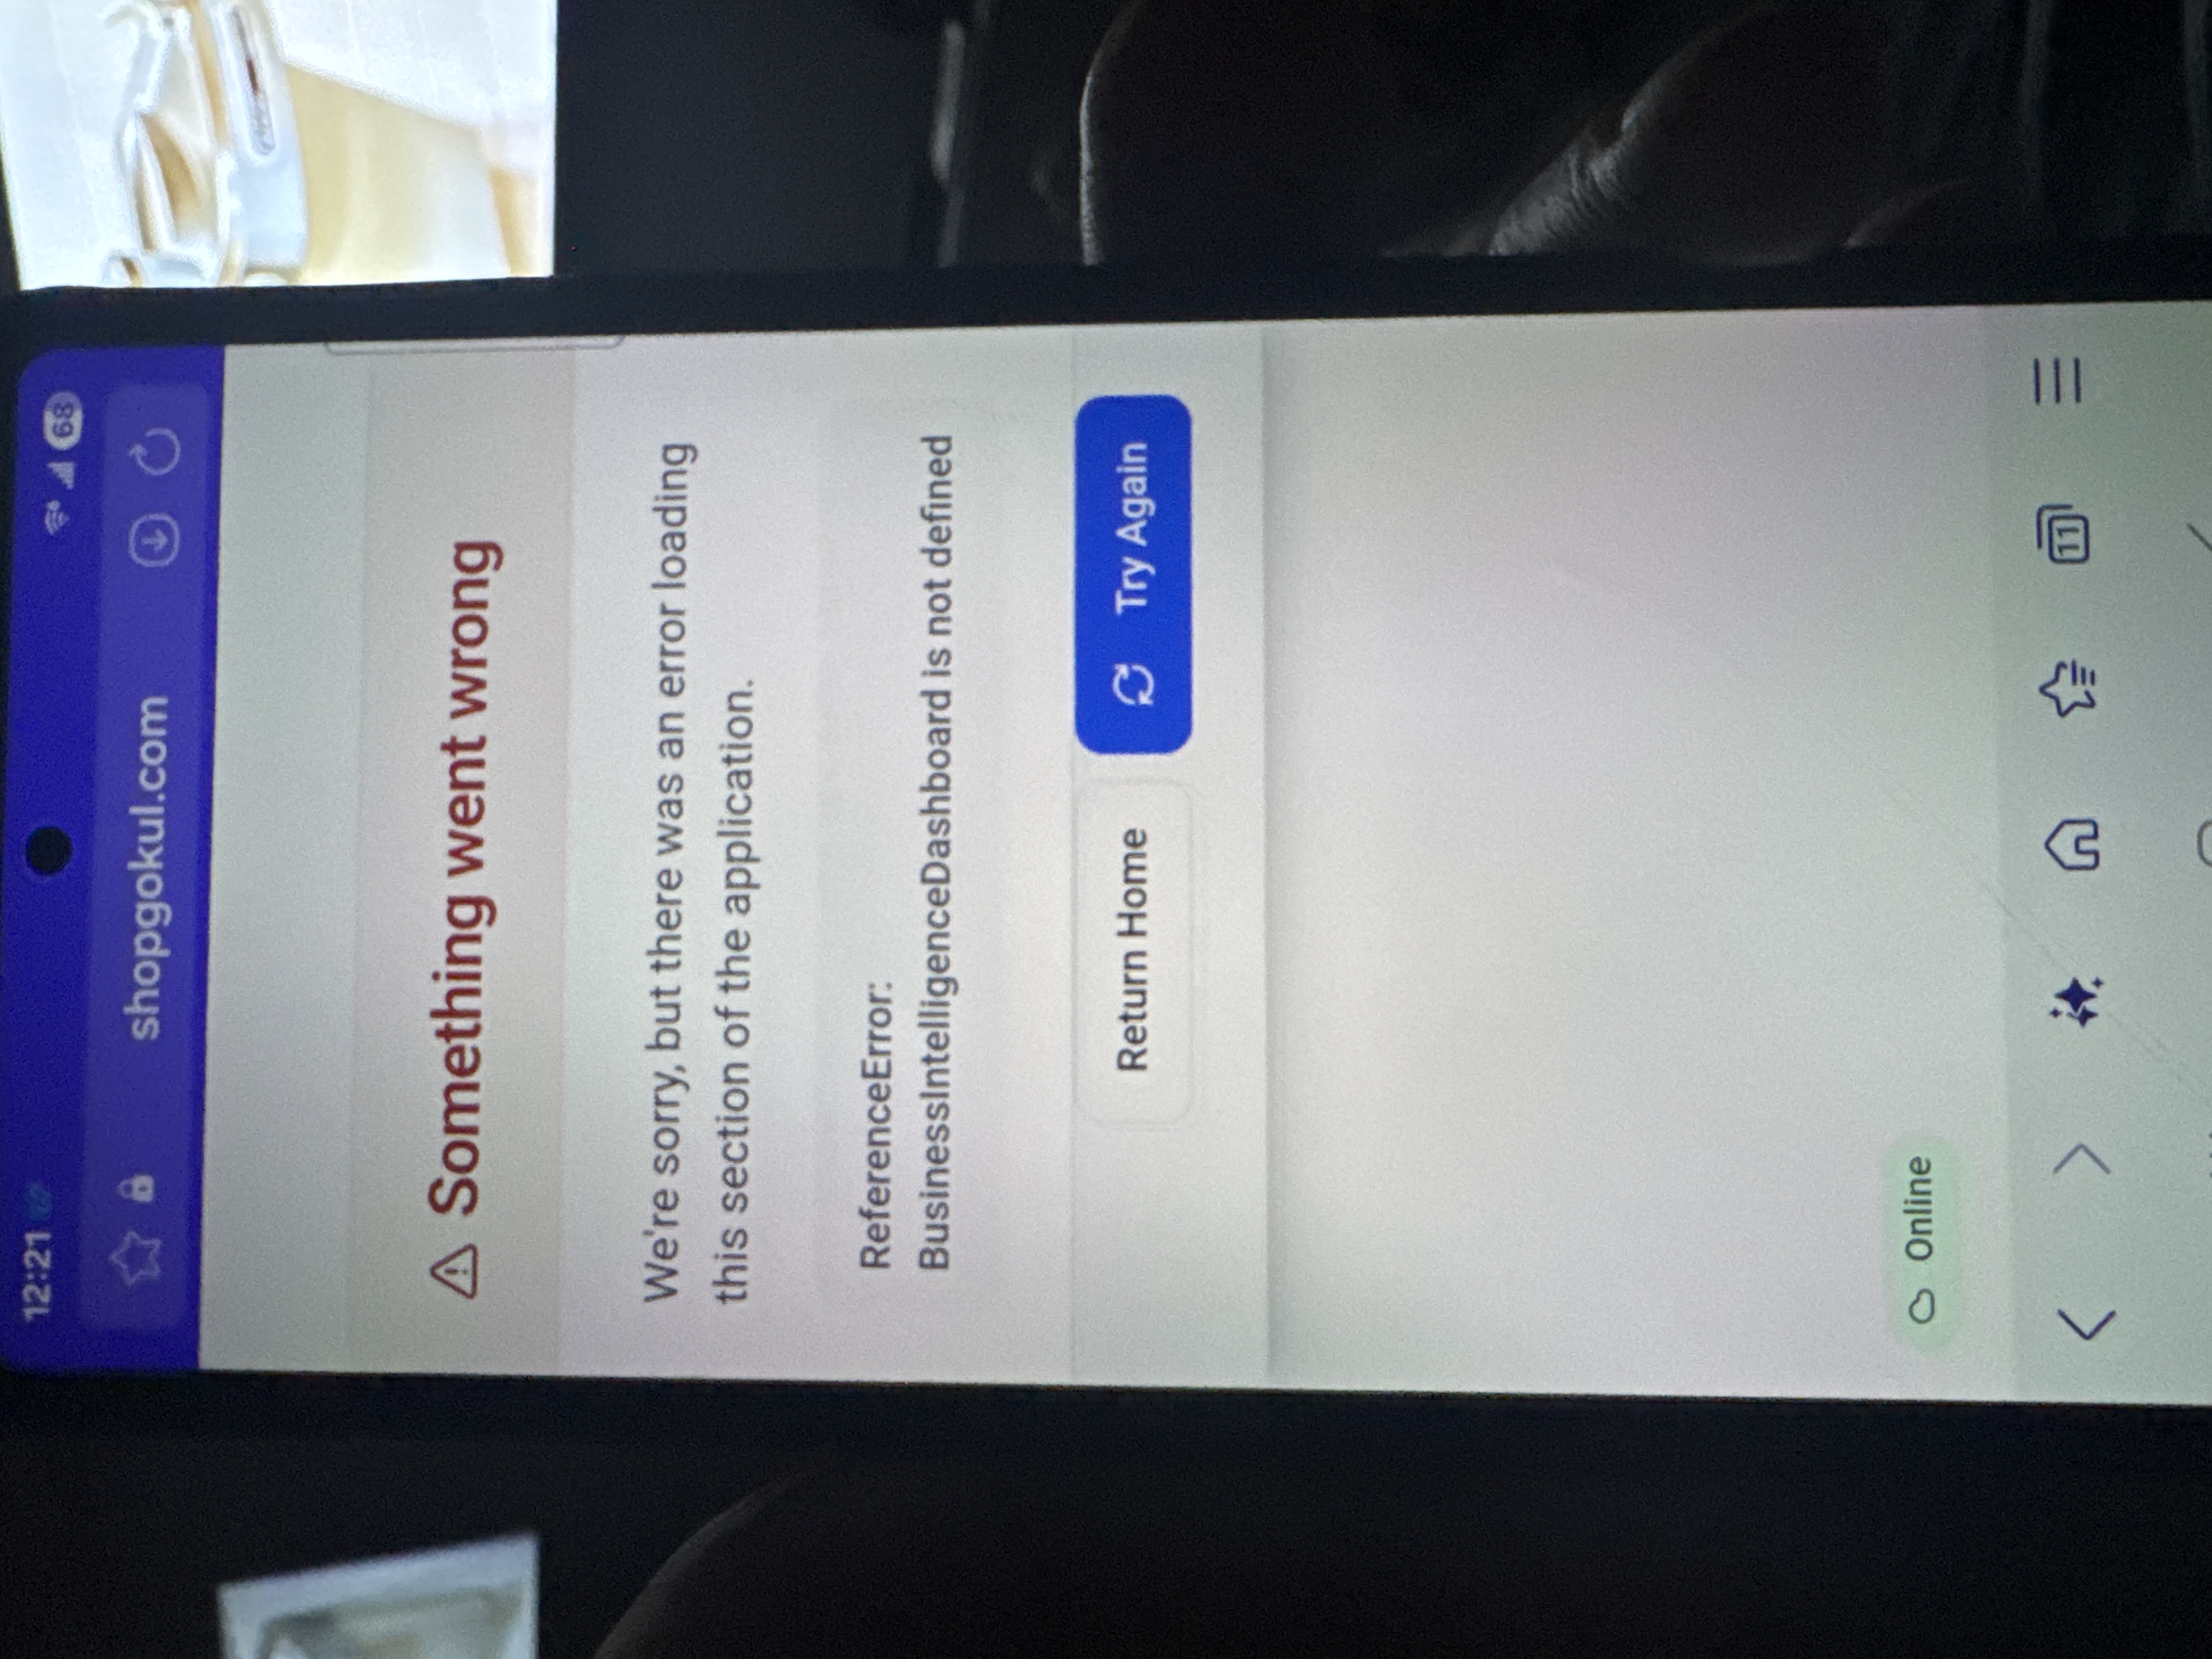 12:21
68
shopgokul.com
Something went wrong
We're sorry, but there was an error loading
this section of the application.
ReferenceError:
BusinessIntelligenceDashboard is not defined
Return Home
Try Again
Online
11